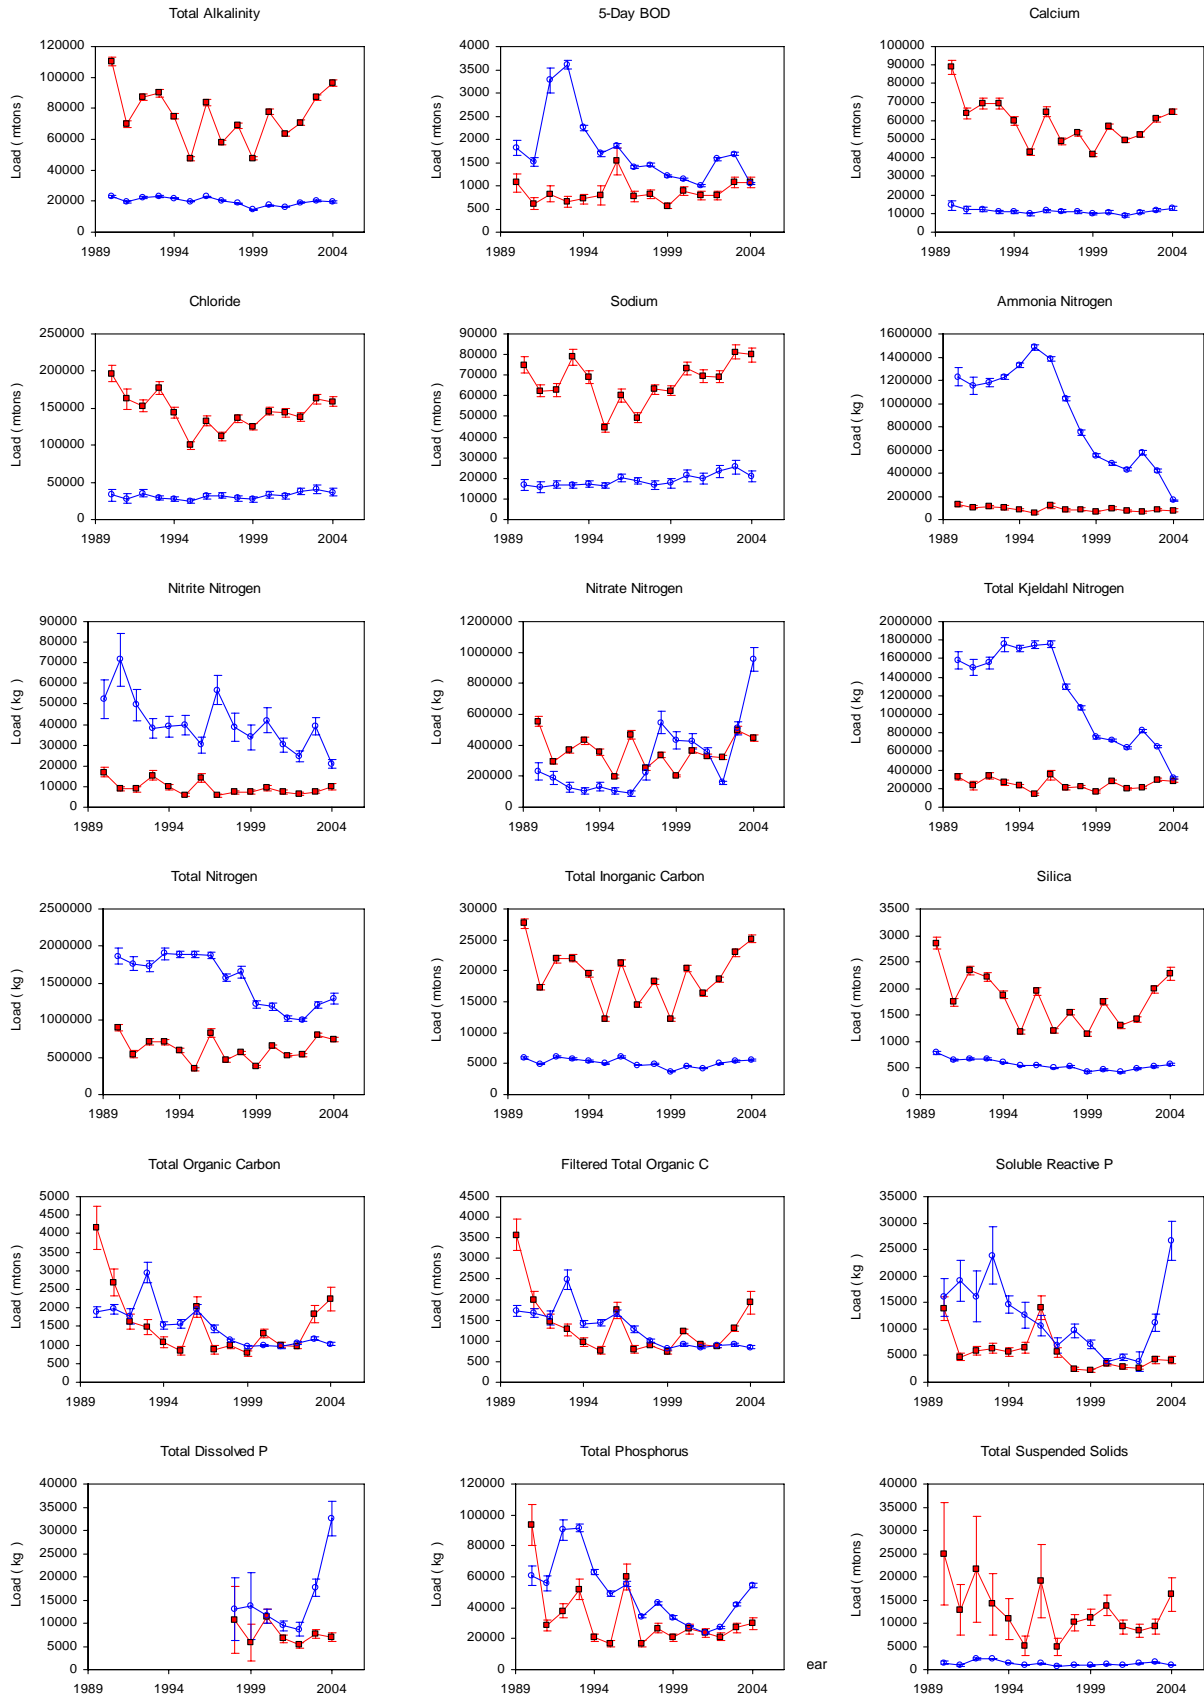 Total Alkalinity
Load ( mtons)
120000
100000
80000
60000
40000
20000
0
1989 1994 1999 2004
5-Day BOD
Load ( mtons)
4000
3500
3000
2500
2000
1500
1000
500
0
1989 1994 1999 2004
Calcium
Load ( mtons)
100000
90000
80000
70000
60000
50000
40000
30000
20000
10000
0
1989 1994 1999 2004
Chloride
Load ( mtons)
250000
200000
150000
100000
50000
0
1989 1994 1999 2004
Sodium
Load ( mtons)
90000
80000
70000
60000
50000
40000
30000
20000
10000
0
1989 1994 1999 2004
Ammonia Nitrogen
Load ( kg)
1600000
1400000
1200000
1000000
800000
600000
400000
200000
0
1989 1994 1999 2004
Nitrite Nitrogen
Load ( kg )
90000
80000
70000
60000
50000
40000
30000
20000
10000
0
1989 1994 1999 2004
Nitrate Nitrogen
Load ( kg )
1200000
1000000
800000
600000
400000
200000
0
1989 1994 1999 2004
Total Kjeldahl Nitrogen
Load ( kg )
2000000
1800000
1600000
1400000
1200000
1000000
800000
600000
400000
200000
0
1989 1994 1999 2004
Total Nitrogen
Load ( kg )
2500000
2000000
1500000
1000000
500000
0
1989 1994 1999 2004
Total Inorganic Carbon
Load ( mtons )
30000
25000
20000
15000
10000
5000
0
1989 1994 1999 2004
Silica
Load ( mtons )
3500
3000
2500
2000
1500
1000
500
0
1989 1994 1999 2004
Total Organic Carbon
Load ( mtons )
5000
4500
4000
3500
3000
2500
2000
1500
1000
500
0
1989 1994 1999 2004
Filtered Total Organic C
Load ( mtons )
4500
4000
3500
3000
2500
2000
1500
1000
500
0
1989 1994 1999 2004
Soluble Reactive P
Load ( kg )
35000
30000
25000
20000
15000
10000
5000
0
1989 1994 1999 2004
Total Dissolved P
Load ( kg )
40000
35000
30000
25000
20000
15000
10000
5000
0
1989 1994 1999 2004
Total Phosphorus
Load ( kg )
120000
100000
80000
60000
40000
20000
0
1989 1994 1999 2004
ear
Total Suspended Solids
Load ( mtons )
40000
35000
30000
25000
20000
15000
10000
5000
0
1989 1994 1999 2004